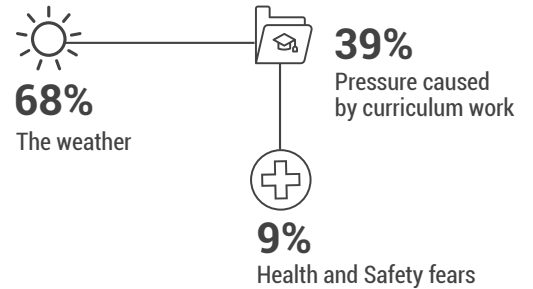 68%
The weather
39%
Pressure caused
by curriculum work
9%
Health and Safety fears